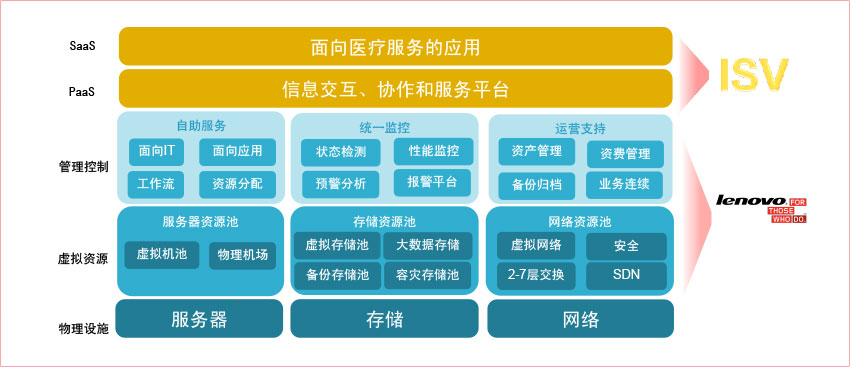 SaaS
面向医疗服务的应用
PaaS
信息交互、协作和服务平台
ISV
管理控制
自助服务
面向IT
面向应用
工作流
资源分配
统一监控
状态检测
性能监控
预警分析
报警平台
运营支持
资产管理
资费管理
备份归档
业务连续
虚拟资源
服务器资源池
虚拟机池
物理机场
存储资源池
虚拟存储池
大数据存储
备份存储池
容灾存储池
网络资源池
虚拟网络
安全
2-7层交换
SDN
lenovo FOR
THOSE
WHO DO.
物理设施
服务器
存储
网络